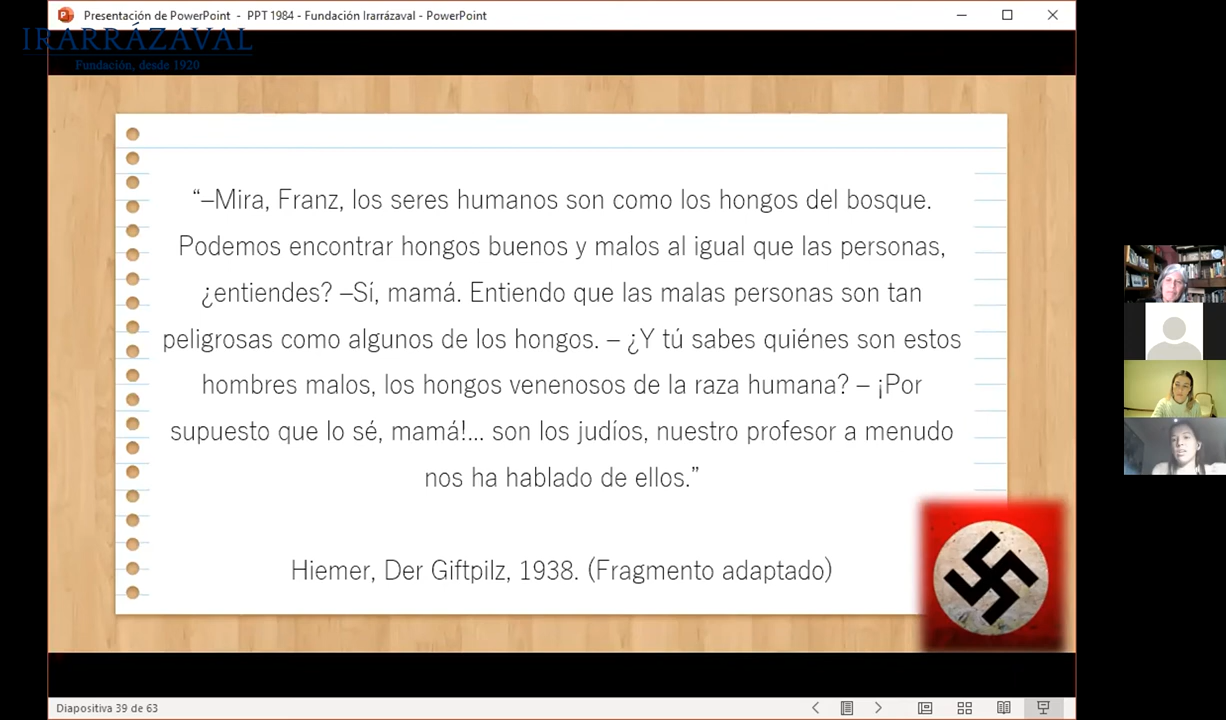 Presentación de PowerPoint - PPT 1984 - Fundación Irarrázaval - PowerPoint
IRARRÁZAVAL
Fundación, desde 1920
“–Mira, Franz, los seres humanos son como los hongos del bosque.
Podemos encontrar hongos buenos y malos al igual que las personas,
¿entiendes? –Sí, mamá. Entiendo que las malas personas son tan
peligrosas como algunos de los hongos. – ¿Y tú sabes quiénes son estos
hombres malos, los hongos venenosos de la raza humana? – ¡Por
supuesto que lo sé, mamá!... son los judíos, nuestro profesor a menudo
nos ha hablado de ellos.”
Hiemer, Der Giftpilz, 1938. (Fragmento adaptado)
Diapositiva 39 de 63